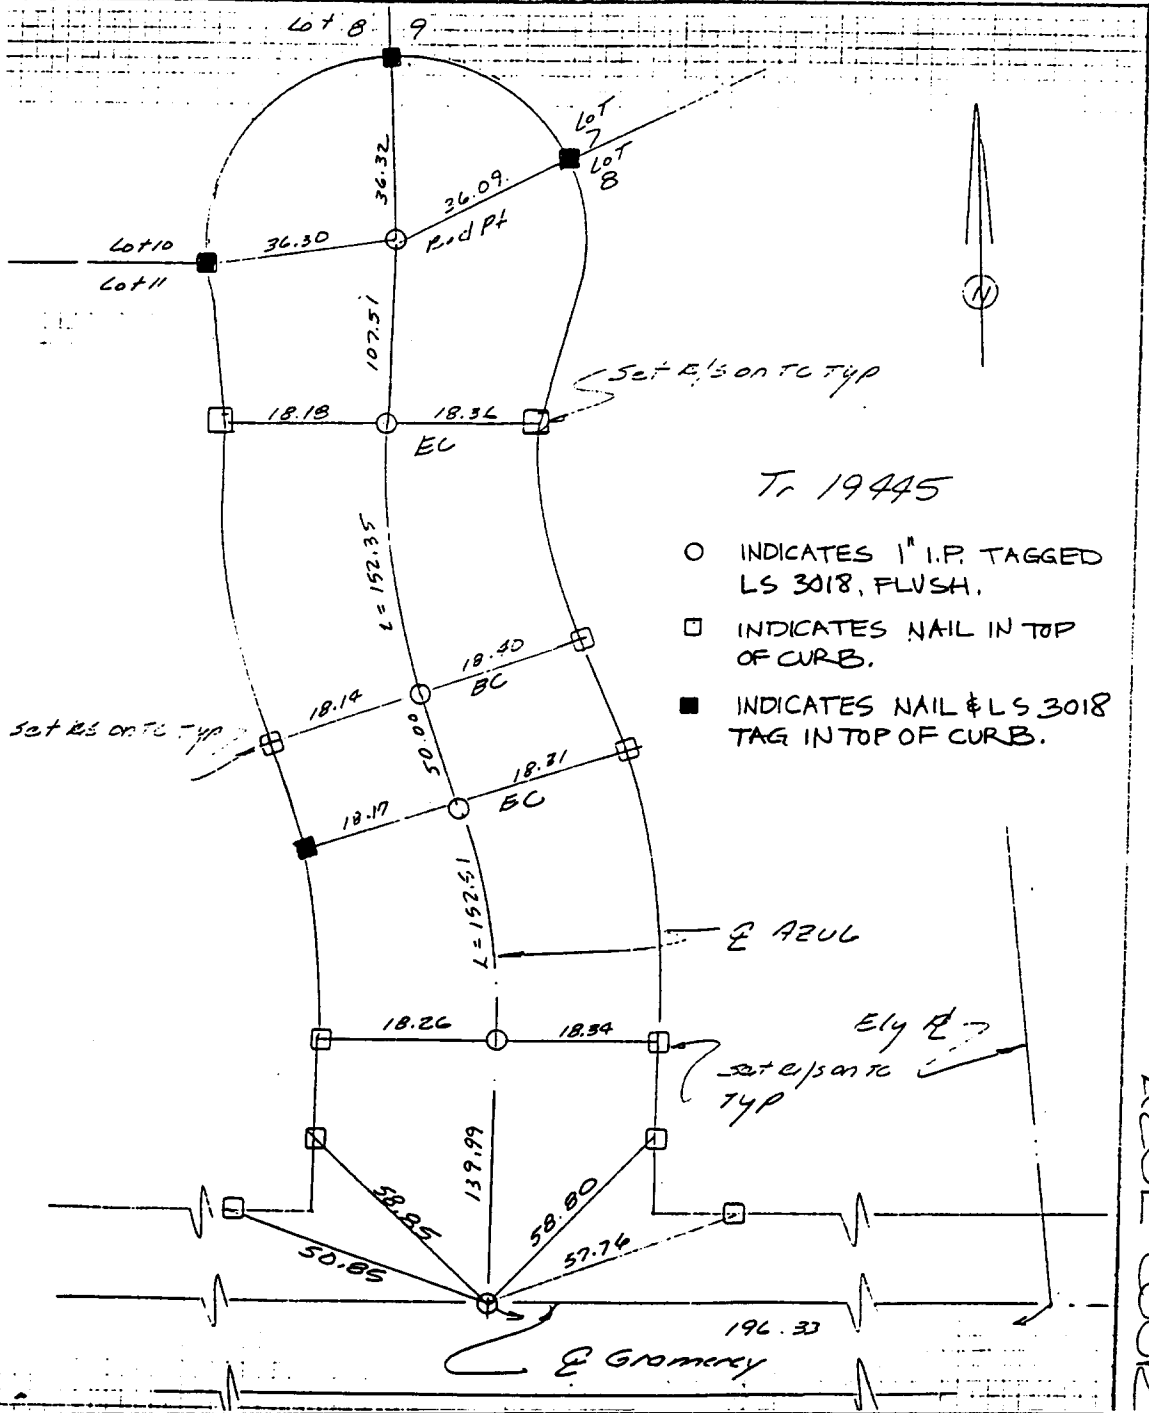 Lot 8 9
LOT
7
LOT
8
36.32
36.09
Rad Pt
36.30
Lot 10
Lot 11
107.51
N
Set R/s on TC Typ
18.18
18.36
EC
Tr 19445
○ INDICATES 1" I.P. TAGGED
LS 3018, FLUSH.
□ INDICATES NAIL IN TOP
OF CURB.
■ INDICATES NAIL & LS 3018
TAG IN TOP OF CURB.
L=152.35
18.40
BC
18.14
Set R/s on TC Typ
50.00
18.31
EC
18.17
L=152.51
℄ AZUL
18.26
18.34
Ely
Set R/s on TC
Typ
139.99
58.85
58.80
50.85
57.76
196.33
℄ Gramercy